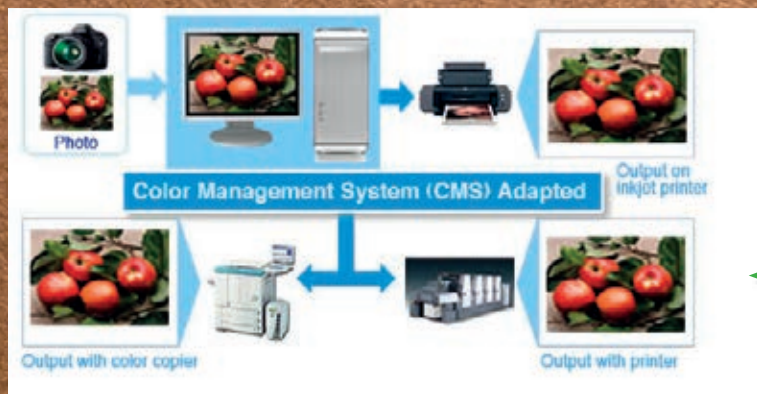 Photo
Output on
inkjet printer
Color Management System (CMS) Adapted
Output with color copier
Output with printer